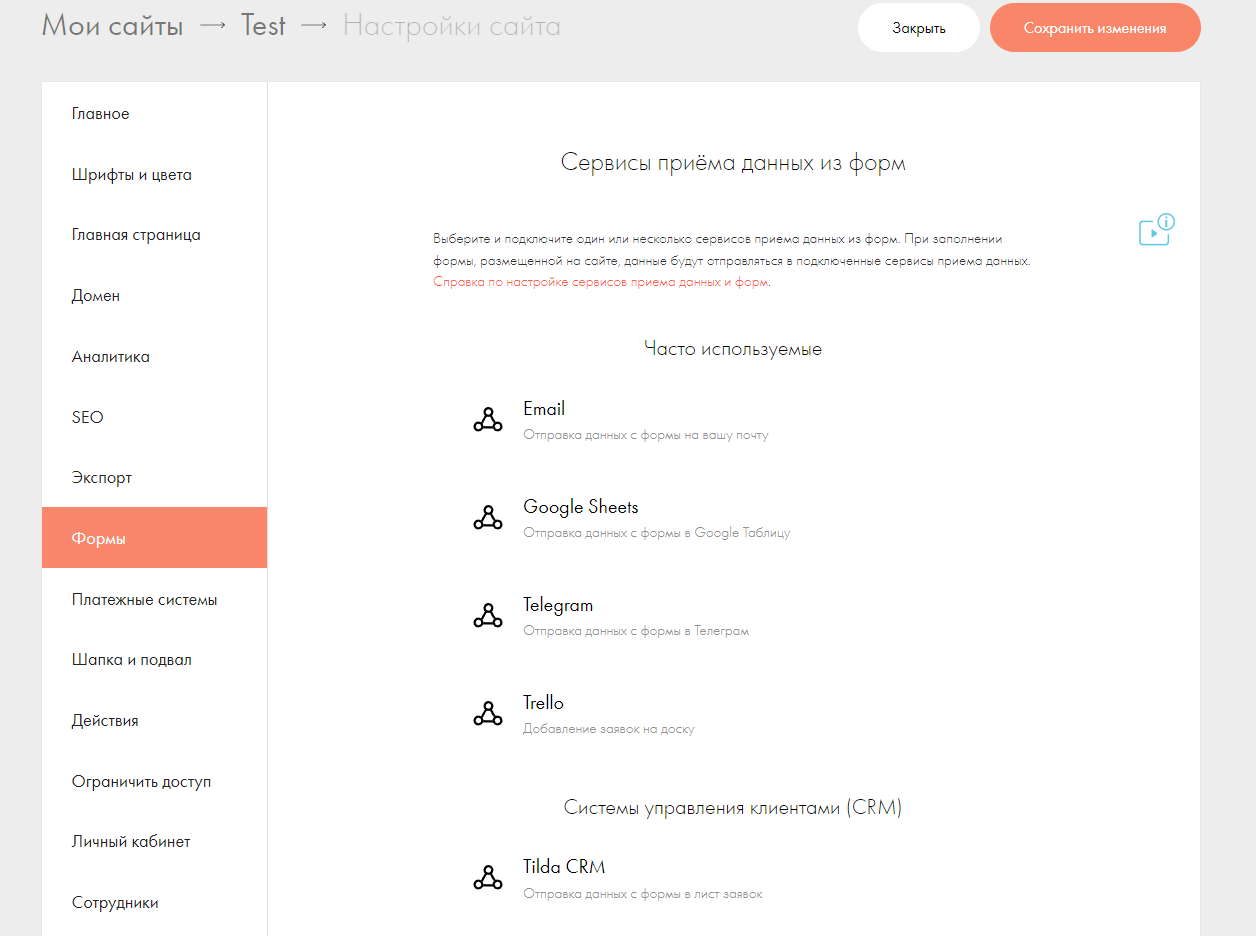 Мои сайты → Test → Настройки сайта
Закрыть
Сохранить изменения
Главное
Шрифты и цвета
Главная страница
Домен
Аналитика
SEO
Экспорт
Формы
Платежные системы
Шапка и подвал
Действия
Ограничить доступ
Личный кабинет
Сотрудники
Сервисы приёма данных из форм
Выберите и подключите один или несколько сервисов приема данных из форм. При заполнении
формы, размещенной на сайте, данные будут отправляться в подключенные сервисы приема данных.
Справка по настройке сервисов приема данных и форм.
Часто используемые
Email
Отправка данных с формы на вашу почту
Google Sheets
Отправка данных с формы в Google Таблицу
Telegram
Отправка данных с формы в Телеграм
Trello
Добавление заявок на доску
Системы управления клиентами (CRM)
Tilda CRM
Отправка данных с формы в лист заявок